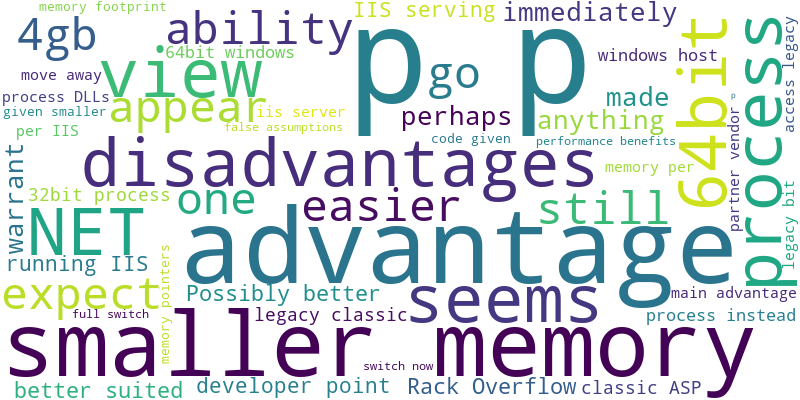 memory footprint
IIS serving
immediately
4gb
ability
p p
64bit
process
access legacy
64bit windows
windows host
move away
view
go
process DLLs
appear
made
given smaller
iis server
perhaps
anything
per IIS
false assumptions
code given
performance benefits
p
partner vendor
warrant
disadvantages
memory per
32bit process
one
easier
still
legacy bit
NET
advantage
running IIS
memory pointers
expect
Possibly better
seems
main advantage
full switch
legacy classic
process instead
smaller memory
switch now
better suited
developer point
Rack Overflow
classic ASP